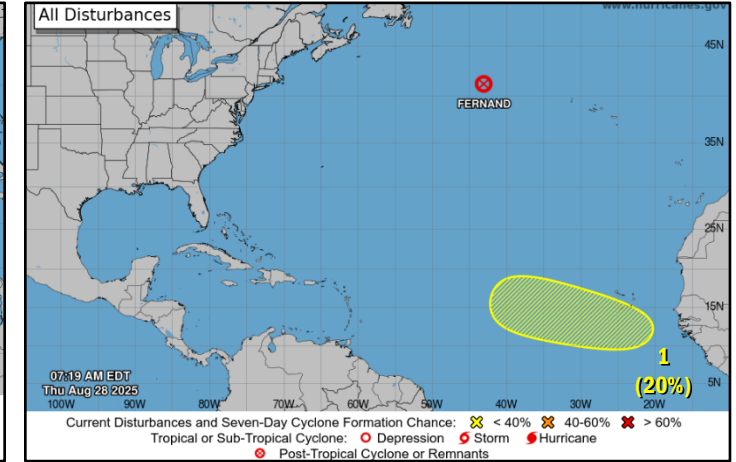 All Disturbances
www.hurricanes.gov
45N
FERNAND
35N
25N
15N
1
(20%)
5N
07:19 AM EDT
Thu Aug 28 2025
100W 90W 80W 70W 60W 50W 40W 30W 20W
Current Disturbances and Seven-Day Cyclone Formation Chance: < 40% 40-60% > 60%
Tropical or Sub-Tropical Cyclone: Depression Storm Hurricane
Post-Tropical Cyclone or Remnants